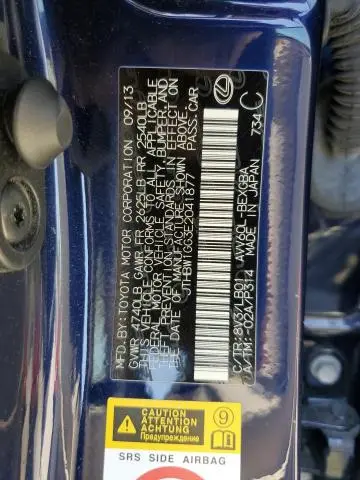 MFD.BY:TOYOTA MOTOR CORPORATION 09/13
GVWR 4740LB GAWR FR 2625LB RR 2540LB
THIS VEHICLE CONFORMS TO ALL APPLICABLE
FEDERAL MOTOR VEHICLE SAFETY, BUMPER, AND
THEFT PREVENTION STANDARDS IN EFFECT ON
THE DATE OF MANUFACTURE SHOWN ABOVE.
JTHBW1GG3E2041877 PASS.CAR
C/TR:8V3/LB01 AVV60L-BEXGBA
A/TM:-02A/P314 MADE IN JAPAN
734 C
CAUTION
ATTENTION
ACHTUNG
Предупреждение
9
SRS SIDE AIRBAG